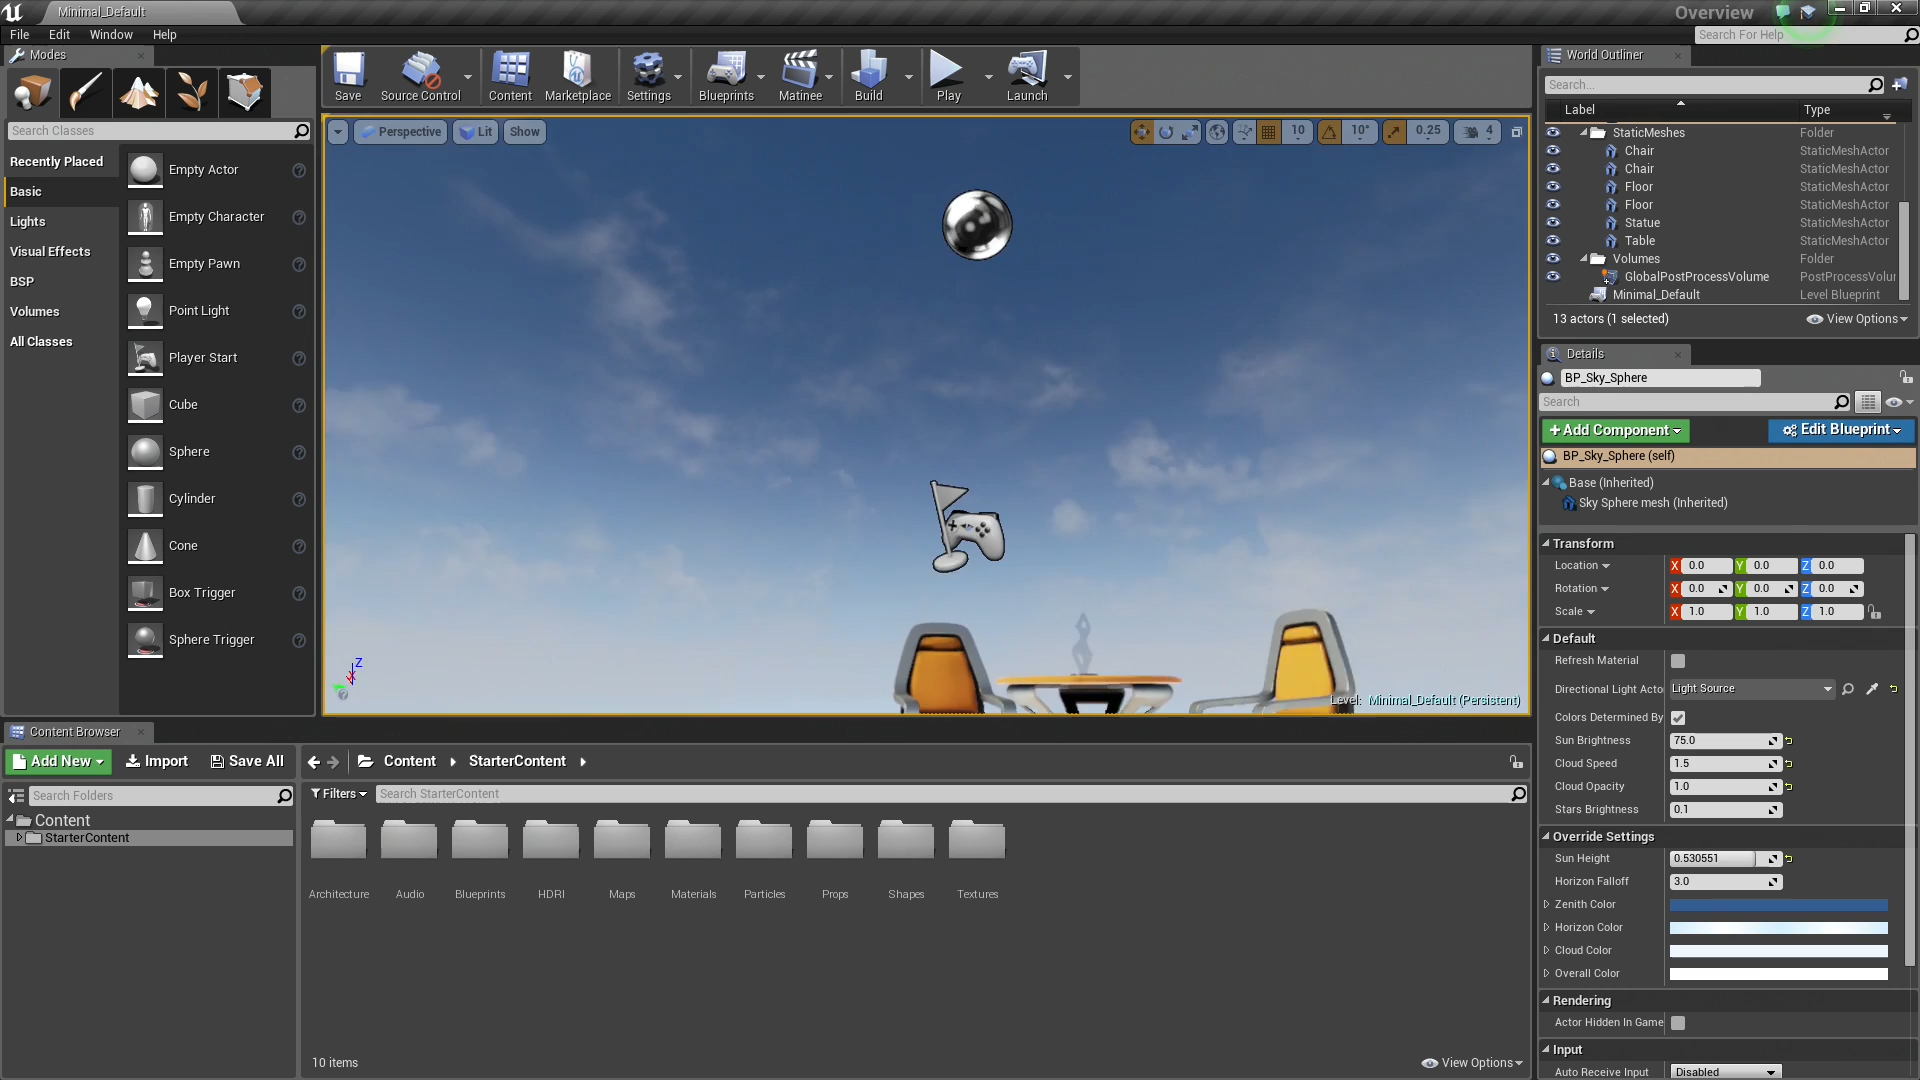 Minimal_Default
Overview
File Edit Window Help
Search For Help
Modes
Search Classes
Recently Placed
Basic
Lights
Visual Effects
BSP
Volumes
All Classes
Empty Actor
Empty Character
Empty Pawn
Point Light
Player Start
Cube
Sphere
Cylinder
Cone
Box Trigger
Sphere Trigger
Save Source Control Content Marketplace Settings Blueprints Matinee Build Play Launch
Perspective Lit Show
10 10° 0.25 4
Z
Level: Minimal_Default (Persistent)
World Outliner
Search...
Label Type
StaticMeshes Folder
Chair StaticMeshActor
Chair StaticMeshActor
Floor StaticMeshActor
Floor StaticMeshActor
Statue StaticMeshActor
Table StaticMeshActor
Volumes Folder
GlobalPostProcessVolume PostProcessVolur
Minimal_Default Level Blueprint
13 actors (1 selected) View Options
Details
BP_Sky_Sphere
Search
+ Add Component Edit Blueprint
BP_Sky_Sphere (self)
Base (Inherited)
Sky Sphere mesh (Inherited)
Transform
Location X 0.0 Y 0.0 Z 0.0
Rotation X 0.0 Y 0.0 Z 0.0
Scale X 1.0 Y 1.0 Z 1.0
Default
Refresh Material
Directional Light Acto Light Source
Colors Determined By
Sun Brightness 75.0
Cloud Speed 1.5
Cloud Opacity 1.0
Stars Brightness 0.1
Override Settings
Sun Height 0.530551
Horizon Falloff 3.0
Zenith Color
Horizon Color
Cloud Color
Overall Color
Rendering
Actor Hidden In Game
Input
Auto Receive Input Disabled
Content Browser
Add New Import Save All
Content StarterContent
Search Folders
Content
StarterContent
Filters Search StarterContent
Architecture Audio Blueprints HDRI Maps Materials Particles Props Shapes Textures
10 items View Options